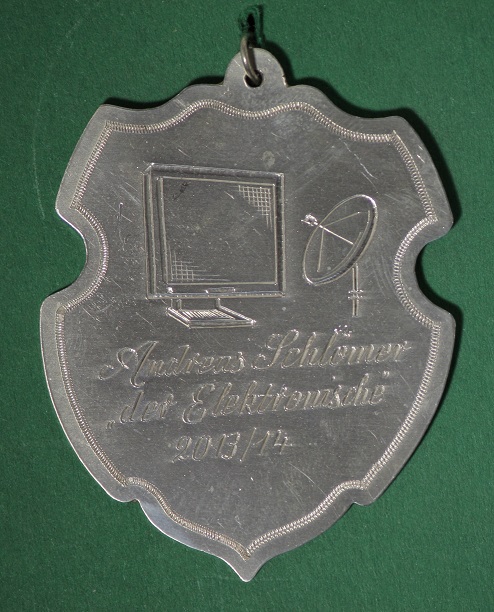 Andreas Schlömer
„der Elektronische"
2013/14